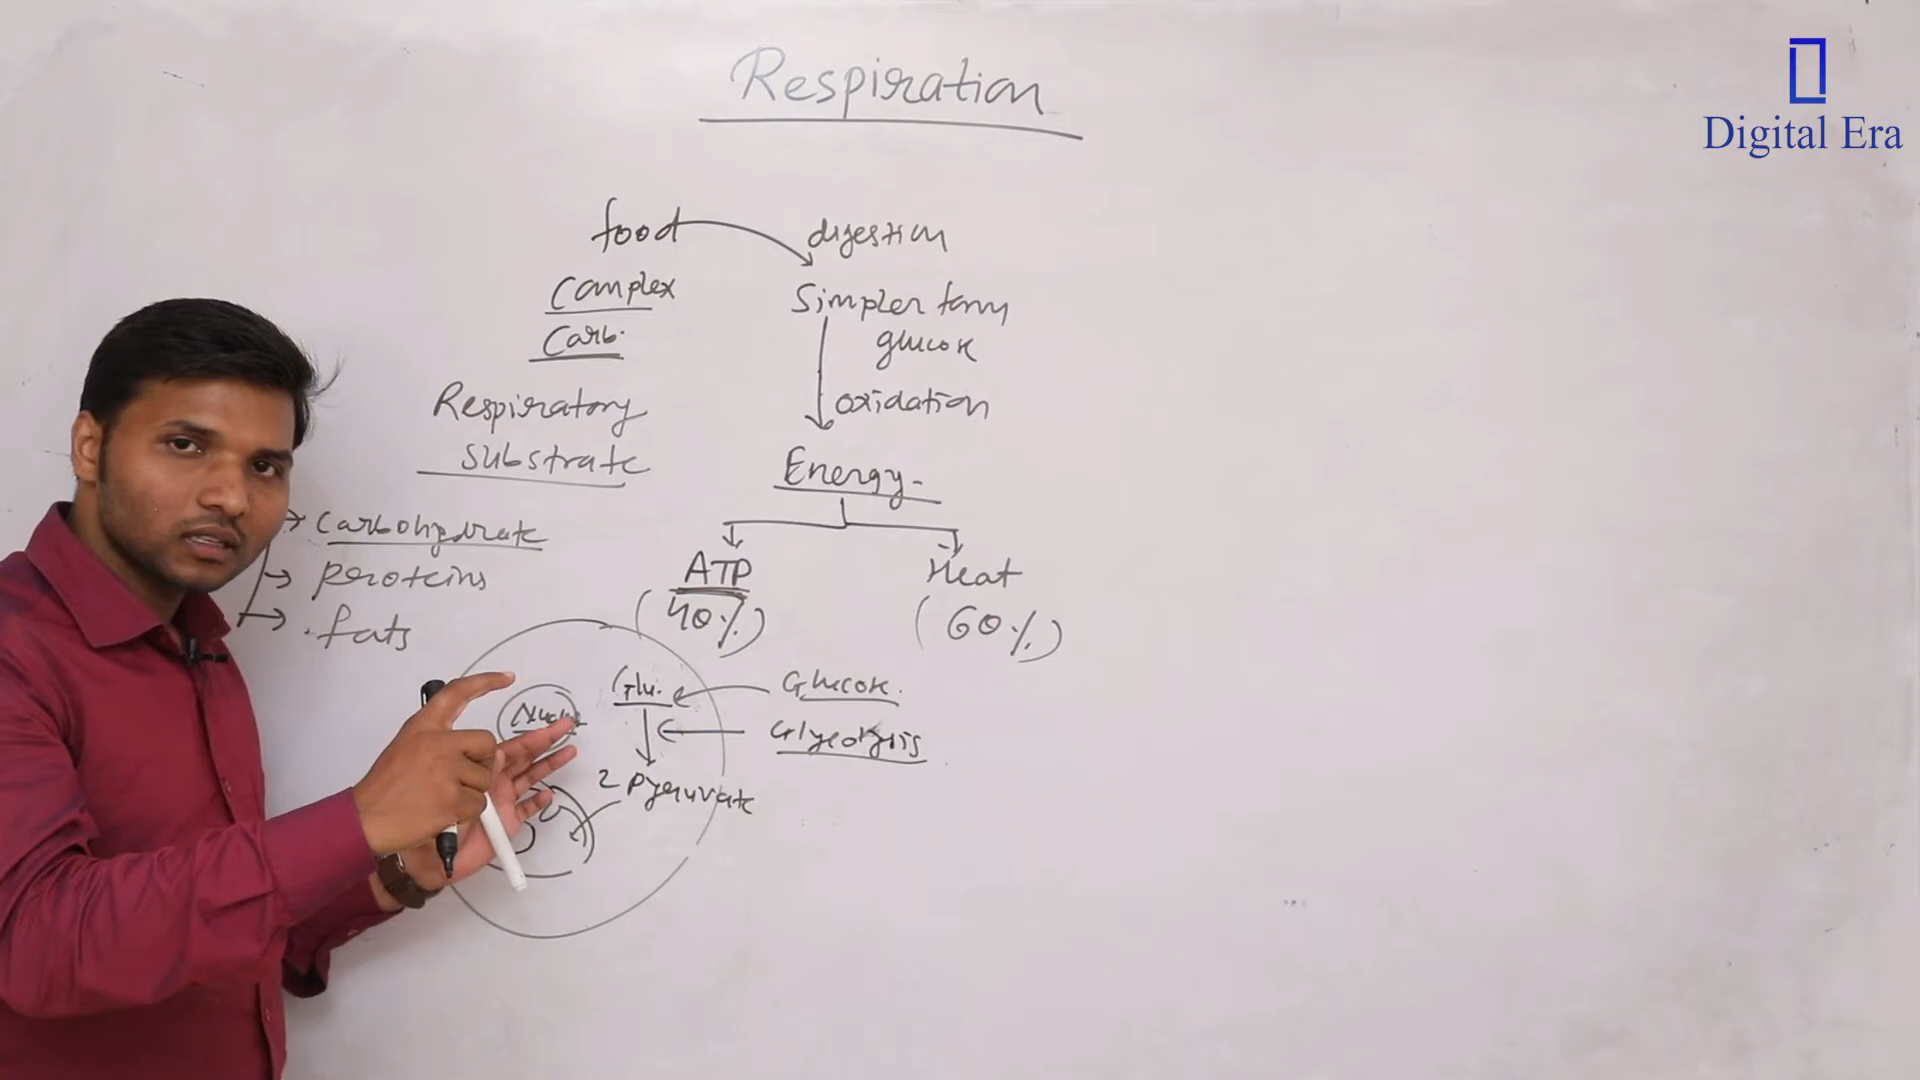 Respiration
Digital Era
food
digestion
Complex
Carb.
Simpler form
glucose
oxidation
Respiratory
substrate
Energy
carbohydrate
proteins
fats
ATP
(40%)
Heat
(60%)
Glu.
Glucose.
Glycolysis
2 Pyruvate